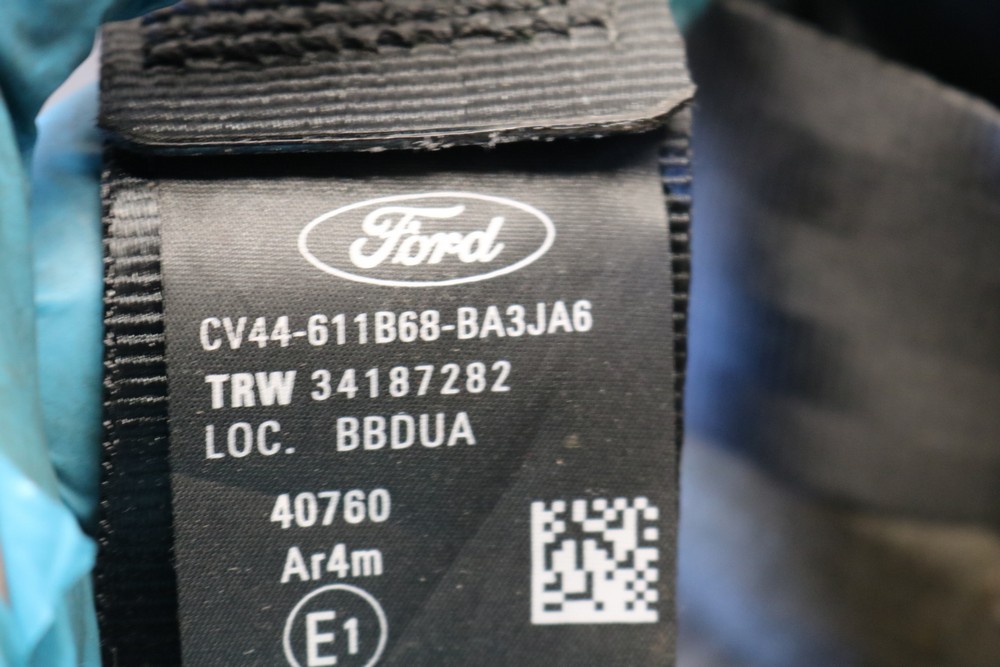 Ford
CV44-611B68-BA3JA6
TRW 34187282
LOC. BBDUA
40760
Ar4m
E1